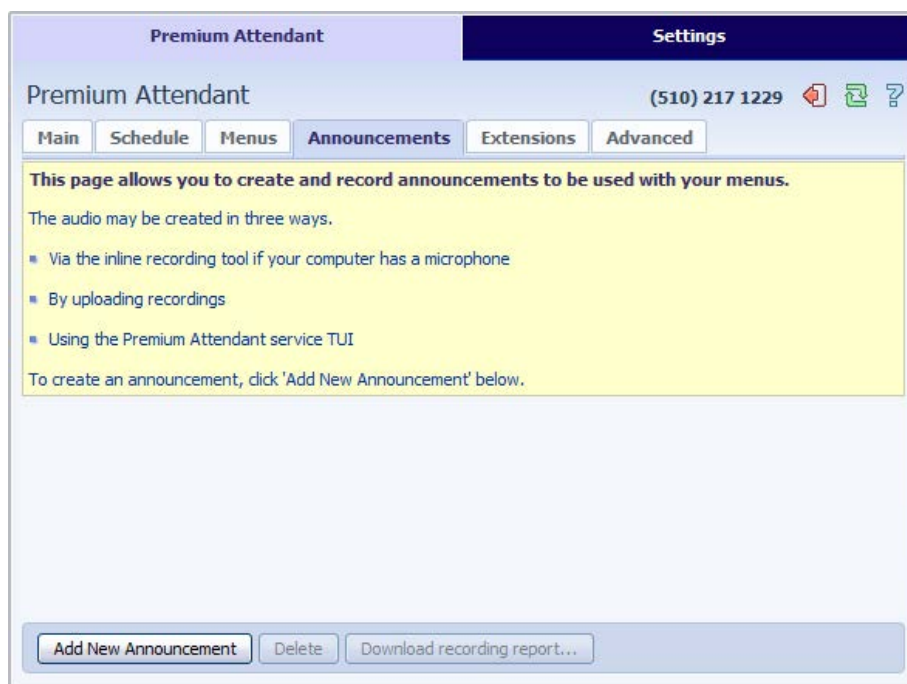 Premium Attendant Settings
Premium Attendant (510) 217 1229
Main Schedule Menus Announcements Extensions Advanced
This page allows you to create and record announcements to be used with your menus.
The audio may be created in three ways.
Via the inline recording tool if your computer has a microphone
By uploading recordings
Using the Premium Attendant service TUI
To create an announcement, click 'Add New Announcement' below.
Add New Announcement Delete Download recording report...